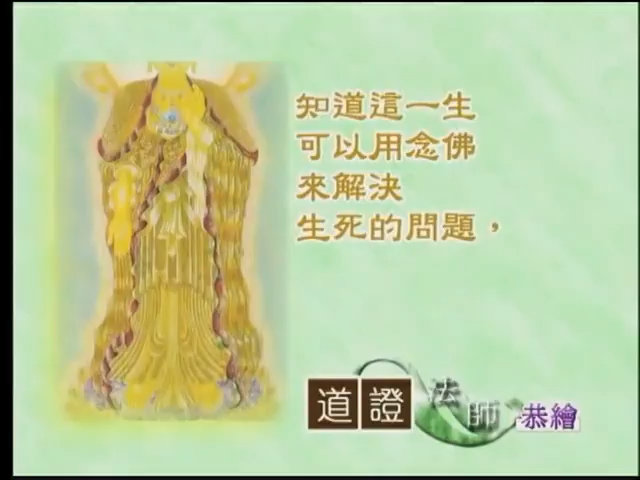 知道這一生
可以用念佛
來解決
生死的問題，
道證法師恭繪